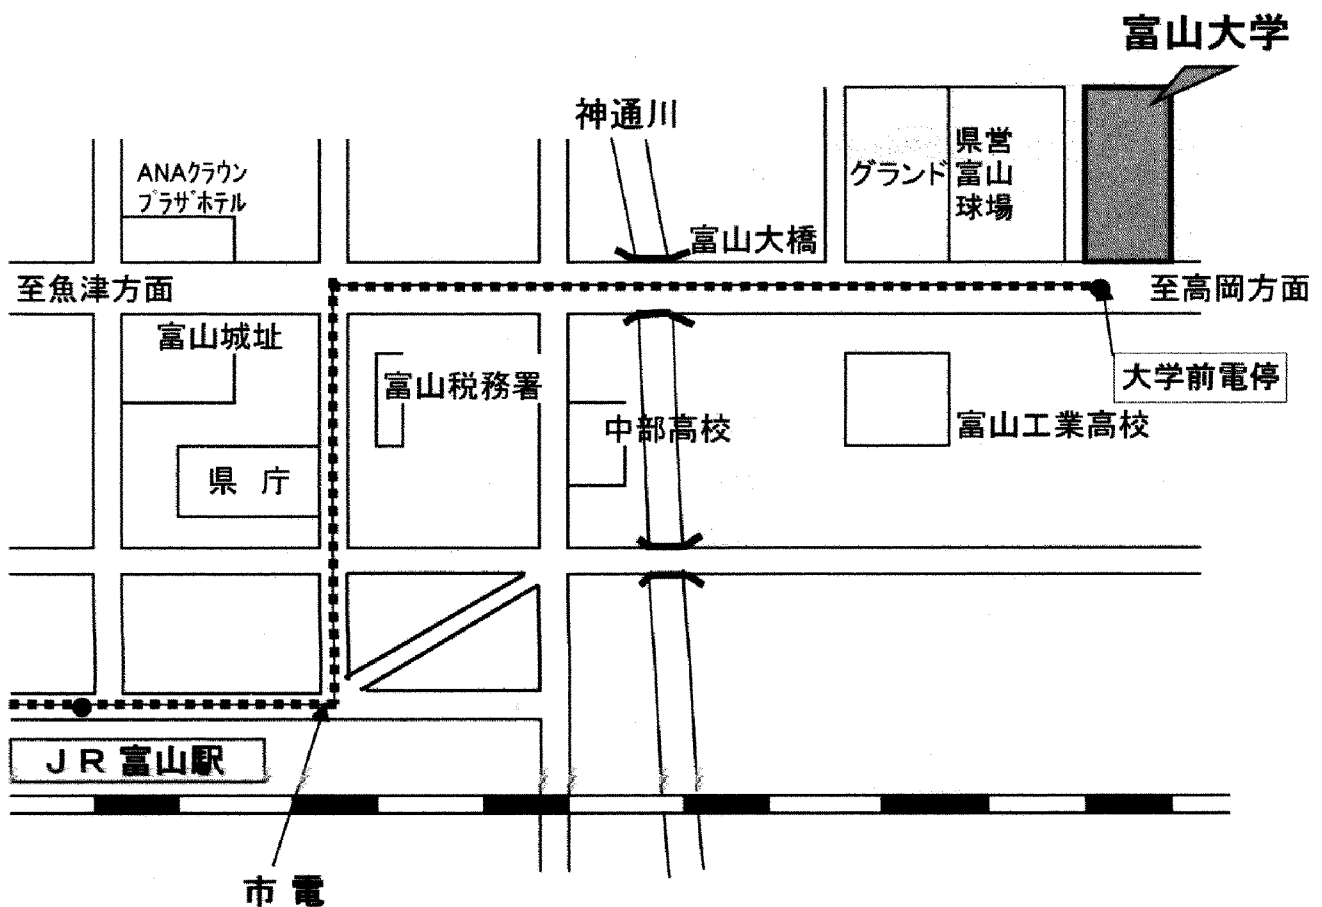 富山大学
神通川
ANAクラウン
プラザホテル
グランド
県営
富山
球場
富山大橋
至魚津方面
至高岡方面
富山城址
富山税務署
大学前電停
中部高校
富山工業高校
県 庁
JR富山駅
市電